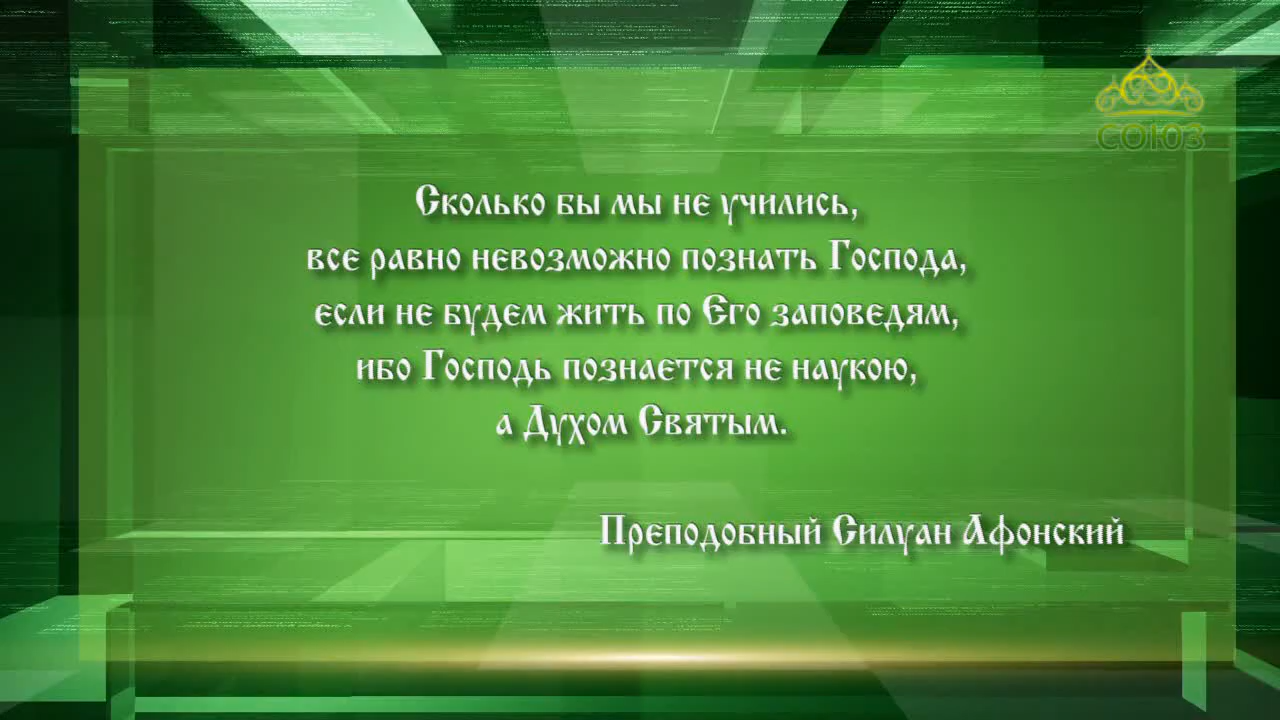 СОЮЗ
Сколько бы мы не учились,
все равно невозможно познать Господа,
если не будем жить по Его заповедям,
ибо Господь познается не наукою,
а Духом Святым.
Преподобный Силуан Афонский